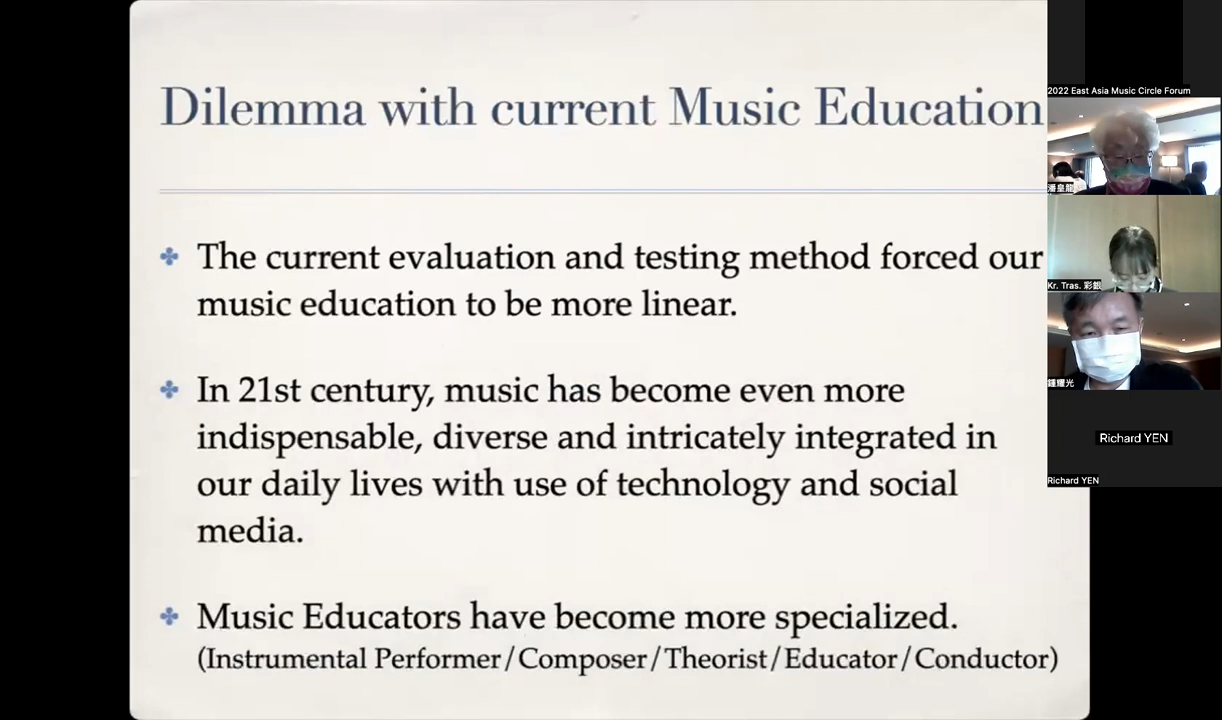 Dilemma with current Music Education
The current evaluation and testing method forced our
music education to be more linear.
In 21st century, music has become even more
indispensable, diverse and intricately integrated in
our daily lives with use of technology and social
media.
Music Educators have become more specialized.
(Instrumental Performer/Composer/Theorist/Educator/Conductor)
2022 East Asia Music Circle Forum
潘皇龍
Kr. Tras. 彩銀
鍾耀光
Richard YEN
Richard YEN